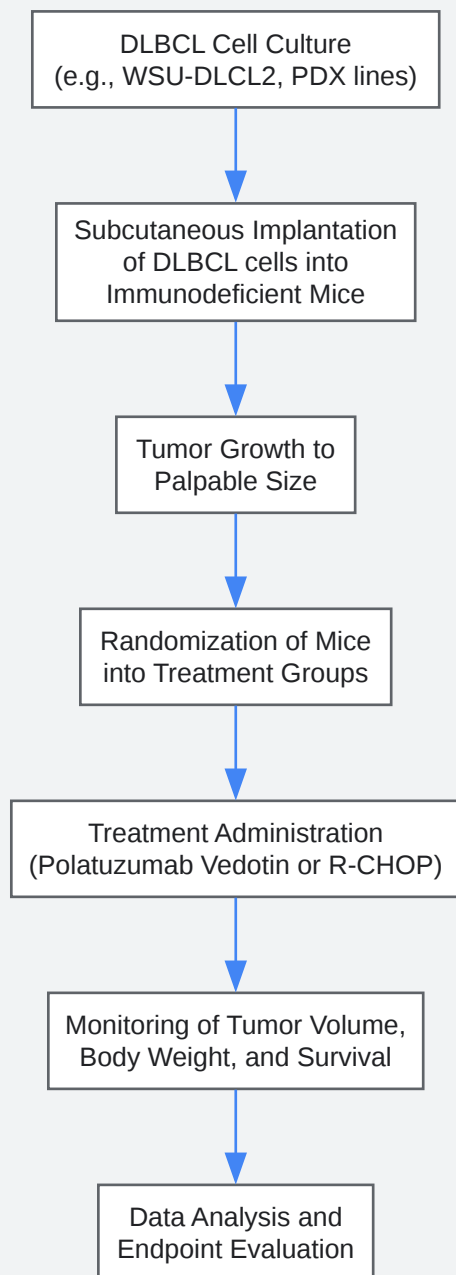 DLBCL Cell Culture
(e.g., WSU-DLCL2, PDX lines)
Subcutaneous Implantation
of DLBCL cells into
Immunodeficient Mice
Tumor Growth to
Palpable Size
Randomization of Mice
into Treatment Groups
Treatment Administration
(Polatuzumab Vedotin or R-CHOP)
Monitoring of Tumor Volume,
Body Weight, and Survival
Data Analysis and
Endpoint Evaluation